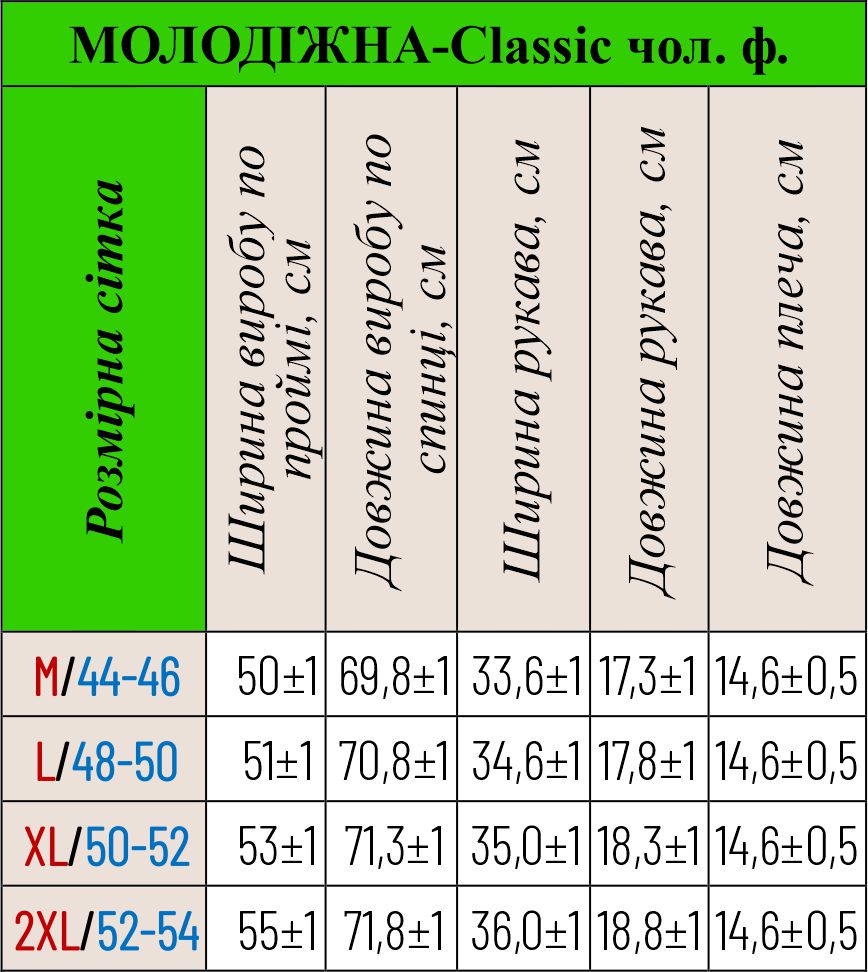 МОЛОДІЖНА-Classic чол. ф.
Розмірна сітка
Ширина виробу по
проймі, см
Довжина виробу по
спинці, см
Ширина рукава, см
Довжина рукава, см
Довжина плеча, см
M/44-46 50±1 69,8±1 33,6±1 17,3±1 14,6±0,5
L/48-50 51±1 70,8±1 34,6±1 17,8±1 14,6±0,5
XL/50-52 53±1 71,3±1 35,0±1 18,3±1 14,6±0,5
2XL/52-54 55±1 71,8±1 36,0±1 18,8±1 14,6±0,5